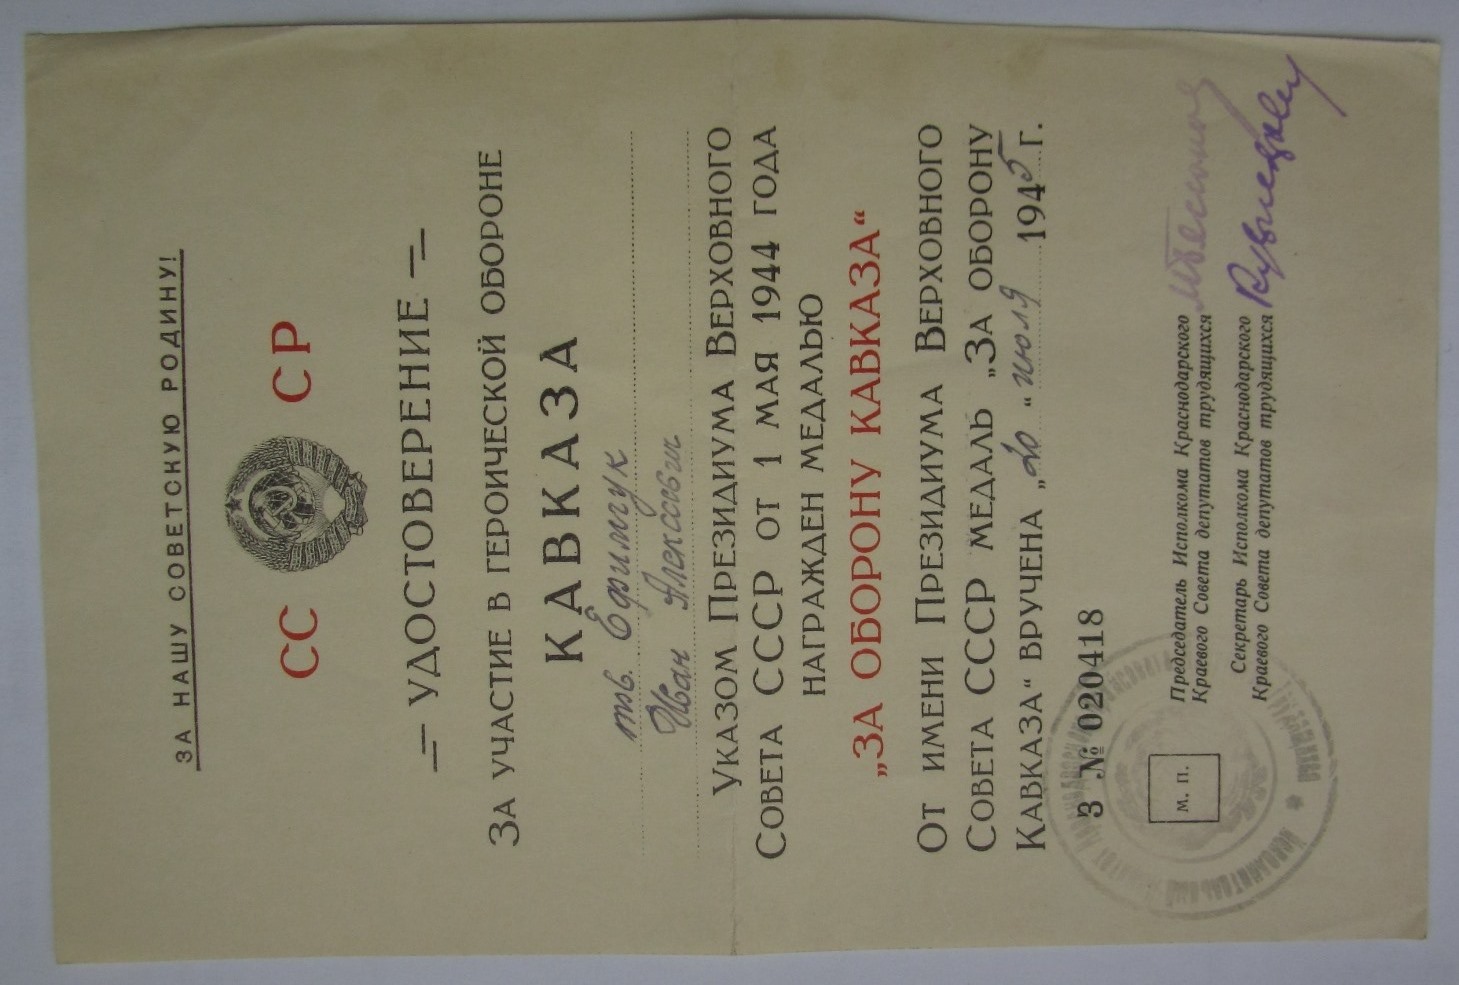 ЗА НАШУ СОВЕТСКУЮ РОДИНУ!
СС СР
УДОСТОВЕРЕНИЕ
ЗА УЧАСТИЕ В ГЕРОИЧЕСКОЙ ОБОРОНЕ
КАВКАЗА
тов. Ефимчук
Иван Алексеевич
УКАЗОМ ПРЕЗИДИУМА ВЕРХОВНОГО
СОВЕТА СССР ОТ 1 МАЯ 1944 ГОДА
НАГРАЖДЕН МЕДАЛЬЮ
„ЗА ОБОРОНУ КАВКАЗА“
ОТ ИМЕНИ ПРЕЗИДИУМА ВЕРХОВНОГО
СОВЕТА СССР МЕДАЛЬ „ЗА ОБОРОНУ
КАВКАЗА“ ВРУЧЕНА „20“ июля 1945 Г.
З № 020418
М. П.
Председатель Исполкома Краснодарского
Краевого Совета депутатов трудящихся
Секретарь Исполкома Краснодарского
Краевого Совета депутатов трудящихся